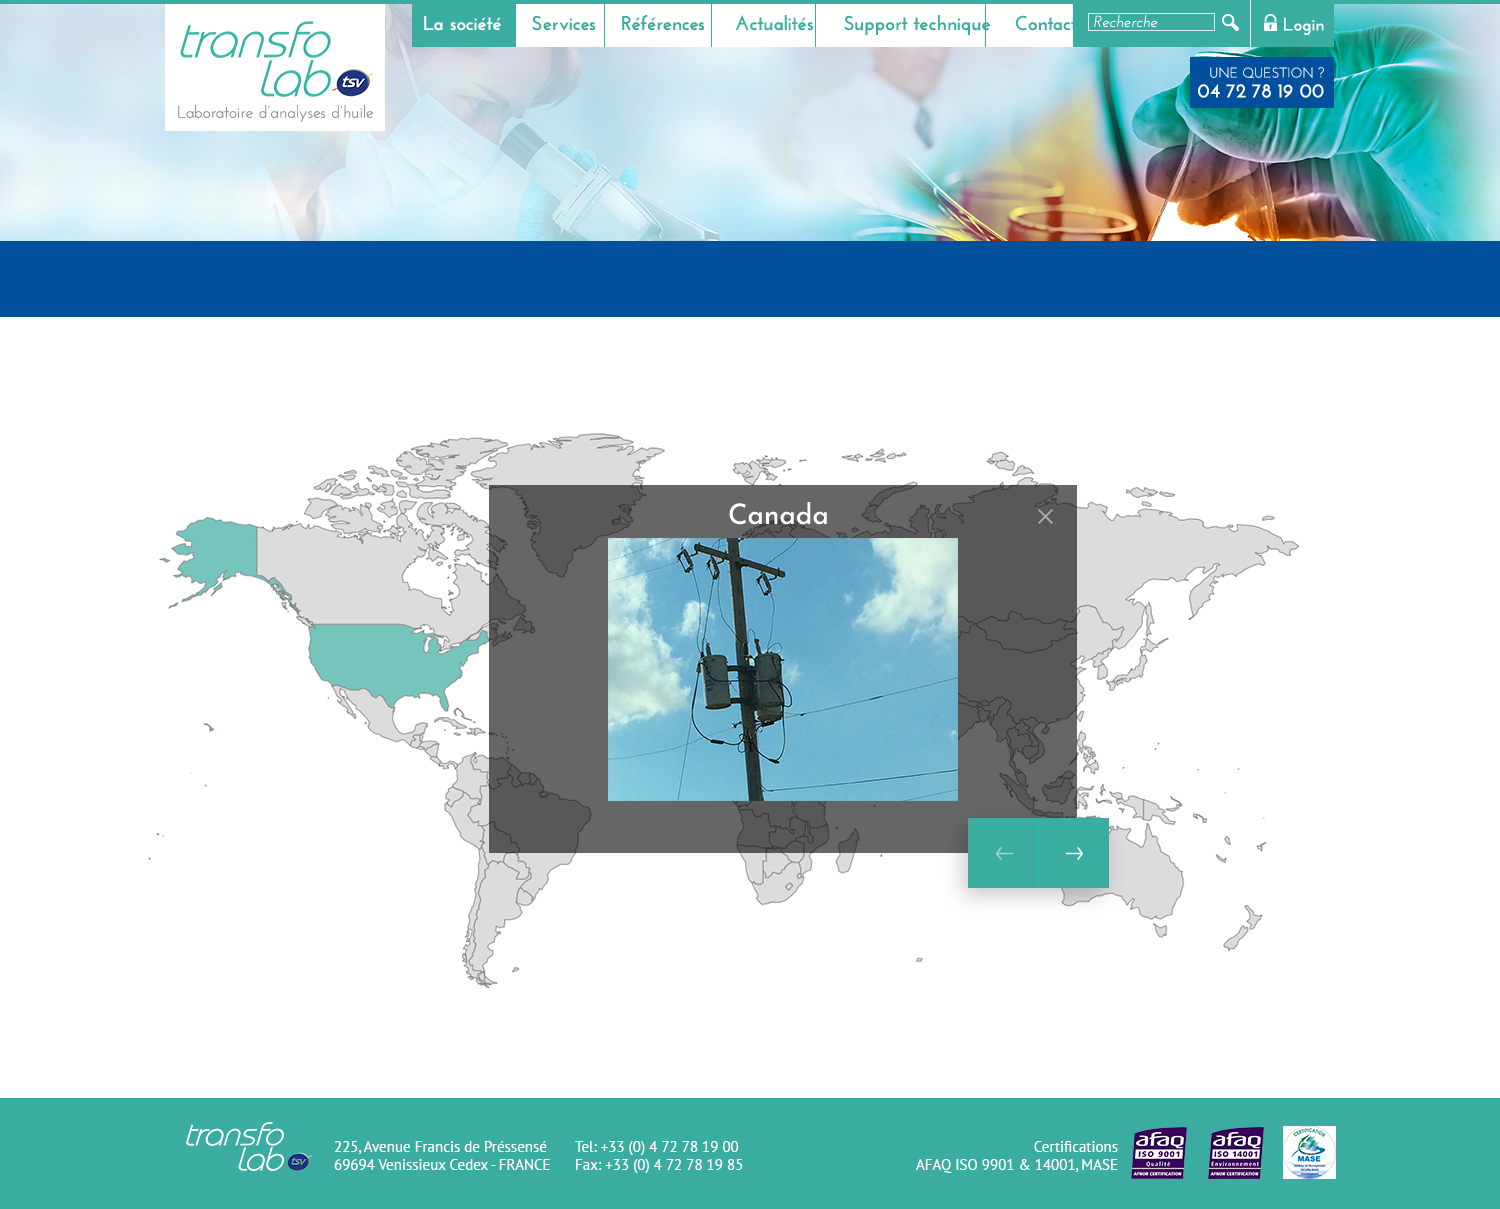 transfo
lab tsv
Laboratoire d'analyses d'huile
La société
Services
Références
Actualités
Support technique
Contact
Recherche
Login
UNE QUESTION ?
04 72 78 19 00
Canada
transfo
lab tsv
225, Avenue Francis de Préssensé
69694 Venissieux Cedex - FRANCE
Tel: +33 (0) 4 72 78 19 00
Fax: +33 (0) 4 72 78 19 85
Certifications
AFAQ ISO 9901 & 14001, MASE
afaq
ISO 9001
Qualité
AFNOR CERTIFICATION
afaq
ISO 14001
Environnement
AFNOR CERTIFICATION
CERTIFICATION
MASE